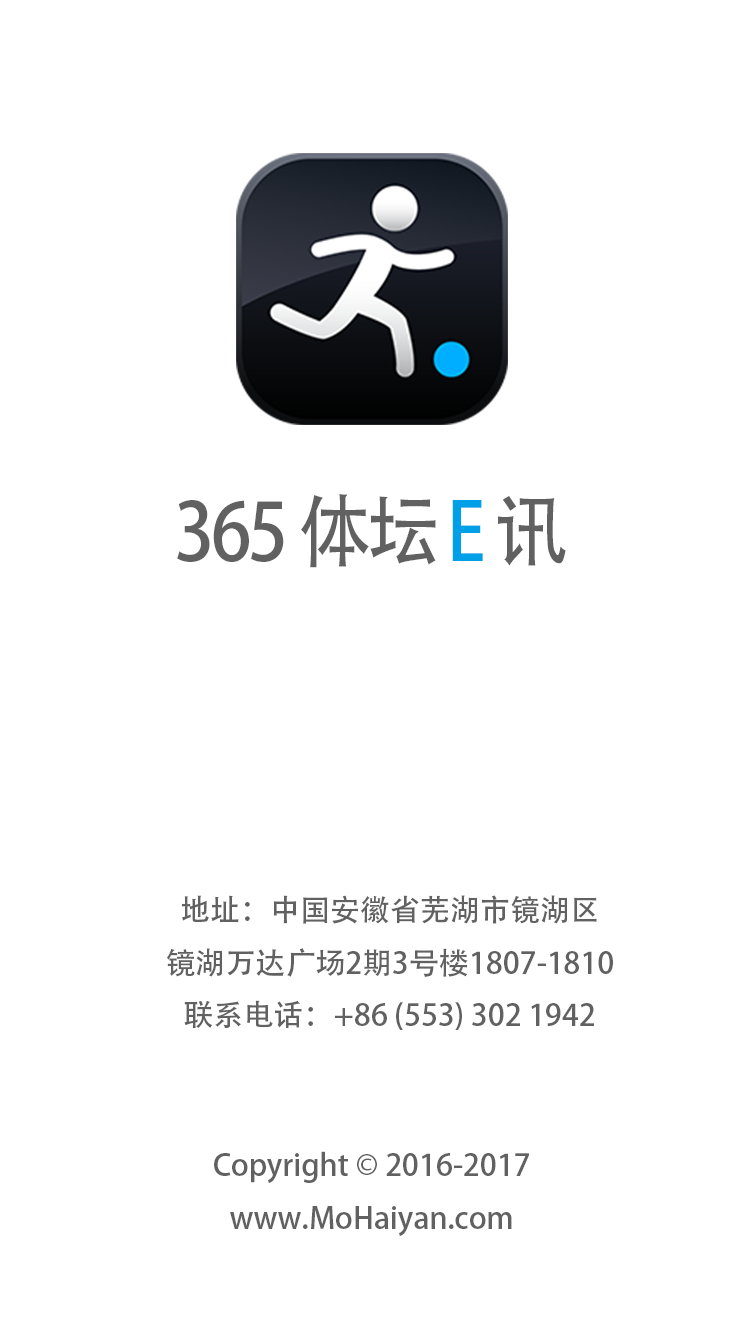 365 体坛E讯
地址：中国安徽省芜湖市镜湖区
镜湖万达广场2期3号楼1807-1810
联系电话：+86 (553) 302 1942
Copyright © 2016-2017
www.MoHaiyan.com